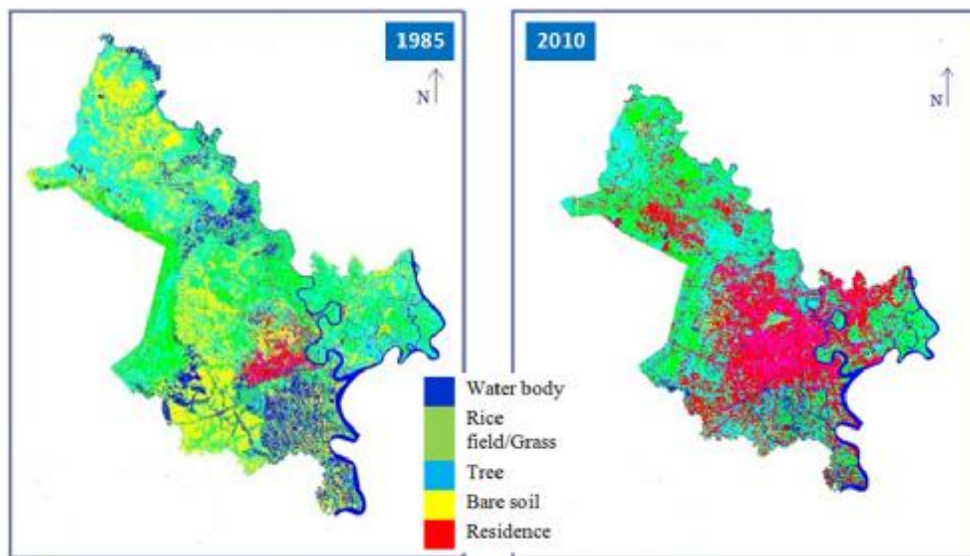 1985
N
2010
N
Water body
Rice
field/Grass
Tree
Bare soil
Residence